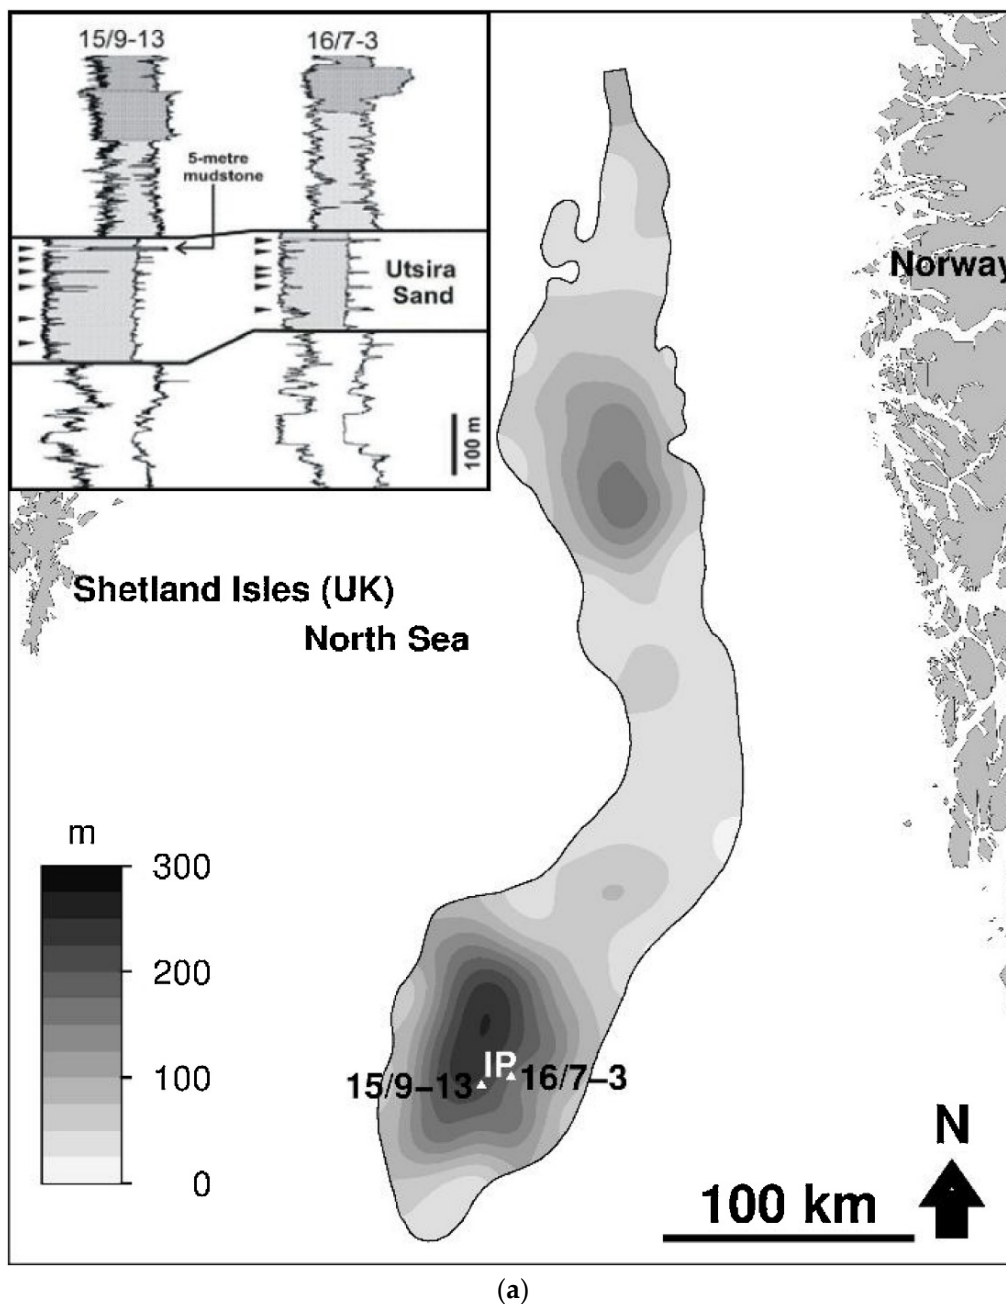 15/9-13
16/7-3
5-metre
mudstone
Utsira
Sand
100 m
Norway
Shetland Isles (UK)
North Sea
m
300
200
100
0
IP
15/9–13
16/7–3
N
100 km
(a)